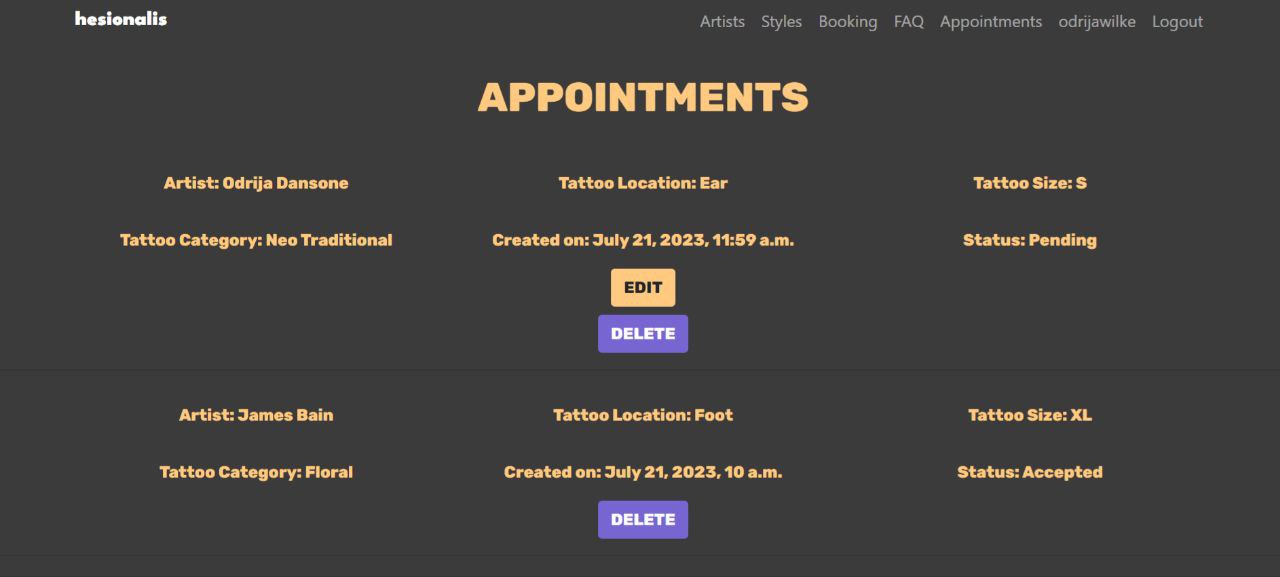 hesionalis Artists Styles Booking FAQ Appointments odrijawilke Logout
APPOINTMENTS
Artist: Odrija Dansone Tattoo Location: Ear Tattoo Size: S
Tattoo Category: Neo Traditional Created on: July 21, 2023, 11:59 a.m. Status: Pending
EDIT
DELETE
Artist: James Bain Tattoo Location: Foot Tattoo Size: XL
Tattoo Category: Floral Created on: July 21, 2023, 10 a.m. Status: Accepted
DELETE